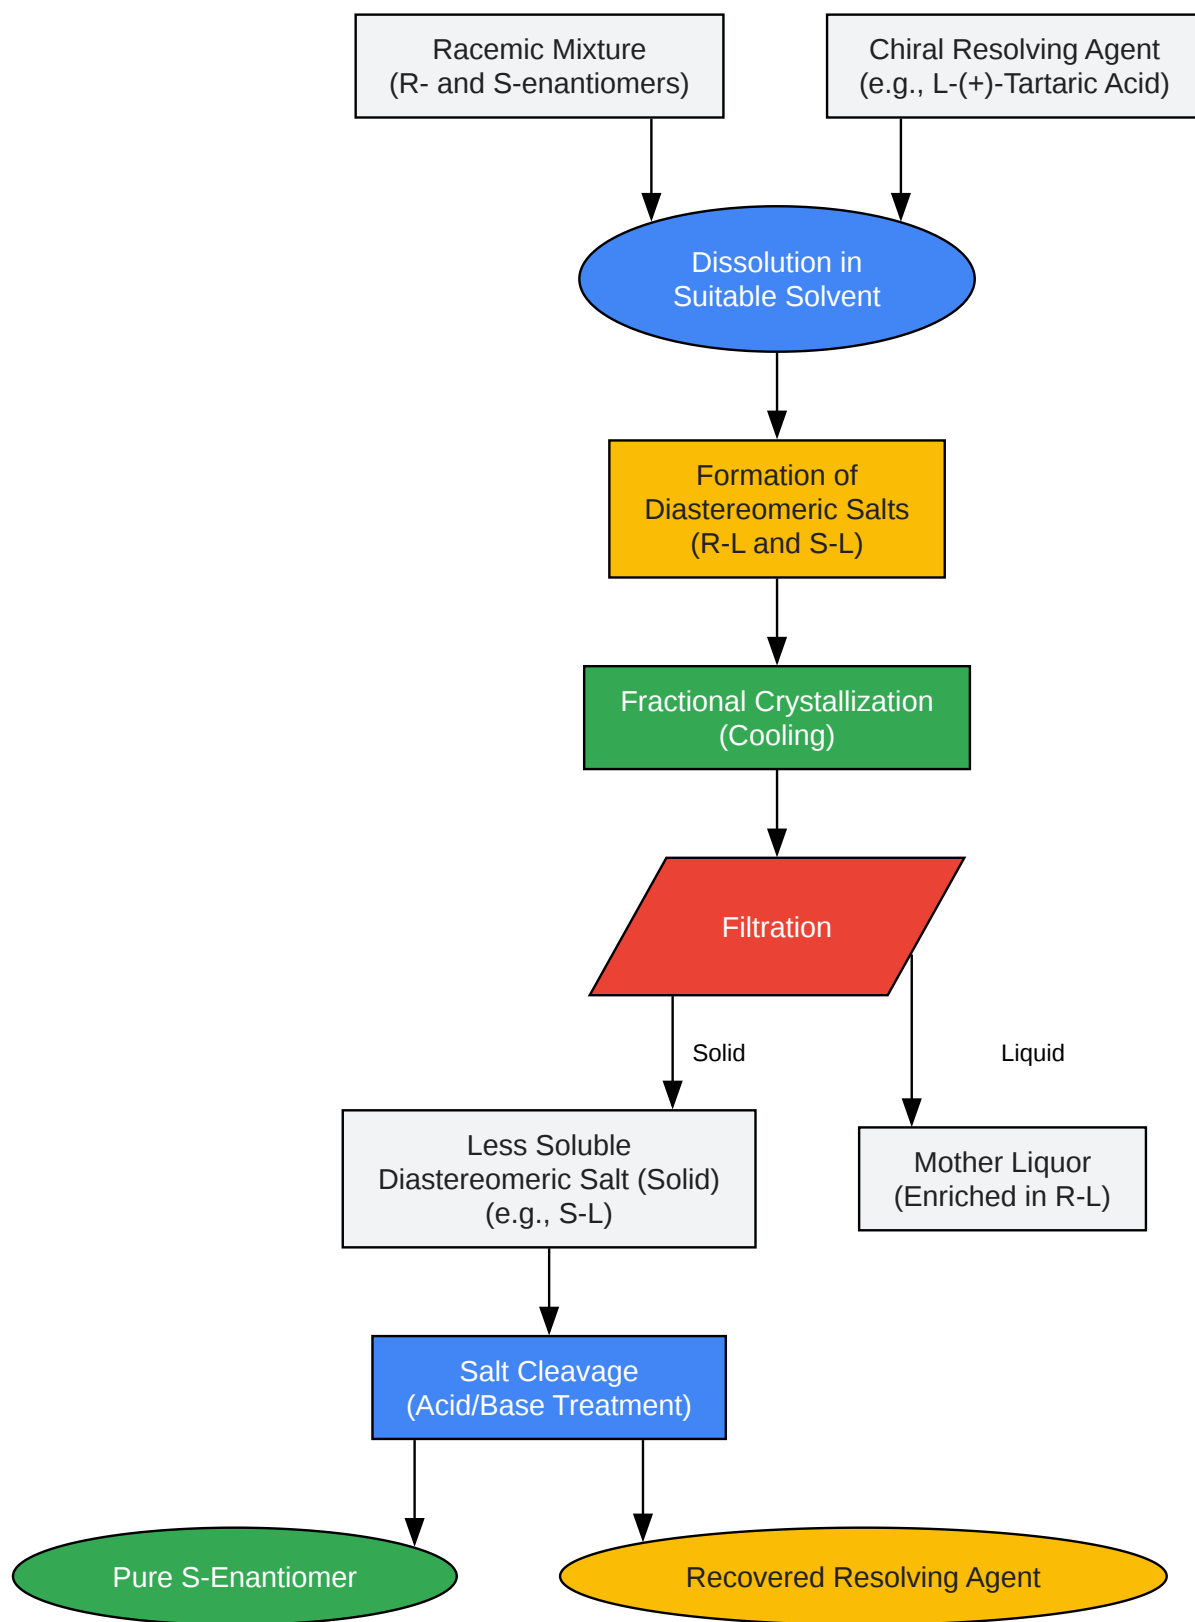 Racemic Mixture
(R- and S-enantiomers)
Chiral Resolving Agent
(e.g., L-(+)-Tartaric Acid)
Dissolution in
Suitable Solvent
Formation of
Diastereomeric Salts
(R-L and S-L)
Fractional Crystallization
(Cooling)
Filtration
Solid
Liquid
Less Soluble
Diastereomeric Salt (Solid)
(e.g., S-L)
Mother Liquor
(Enriched in R-L)
Salt Cleavage
(Acid/Base Treatment)
Pure S-Enantiomer
Recovered Resolving Agent